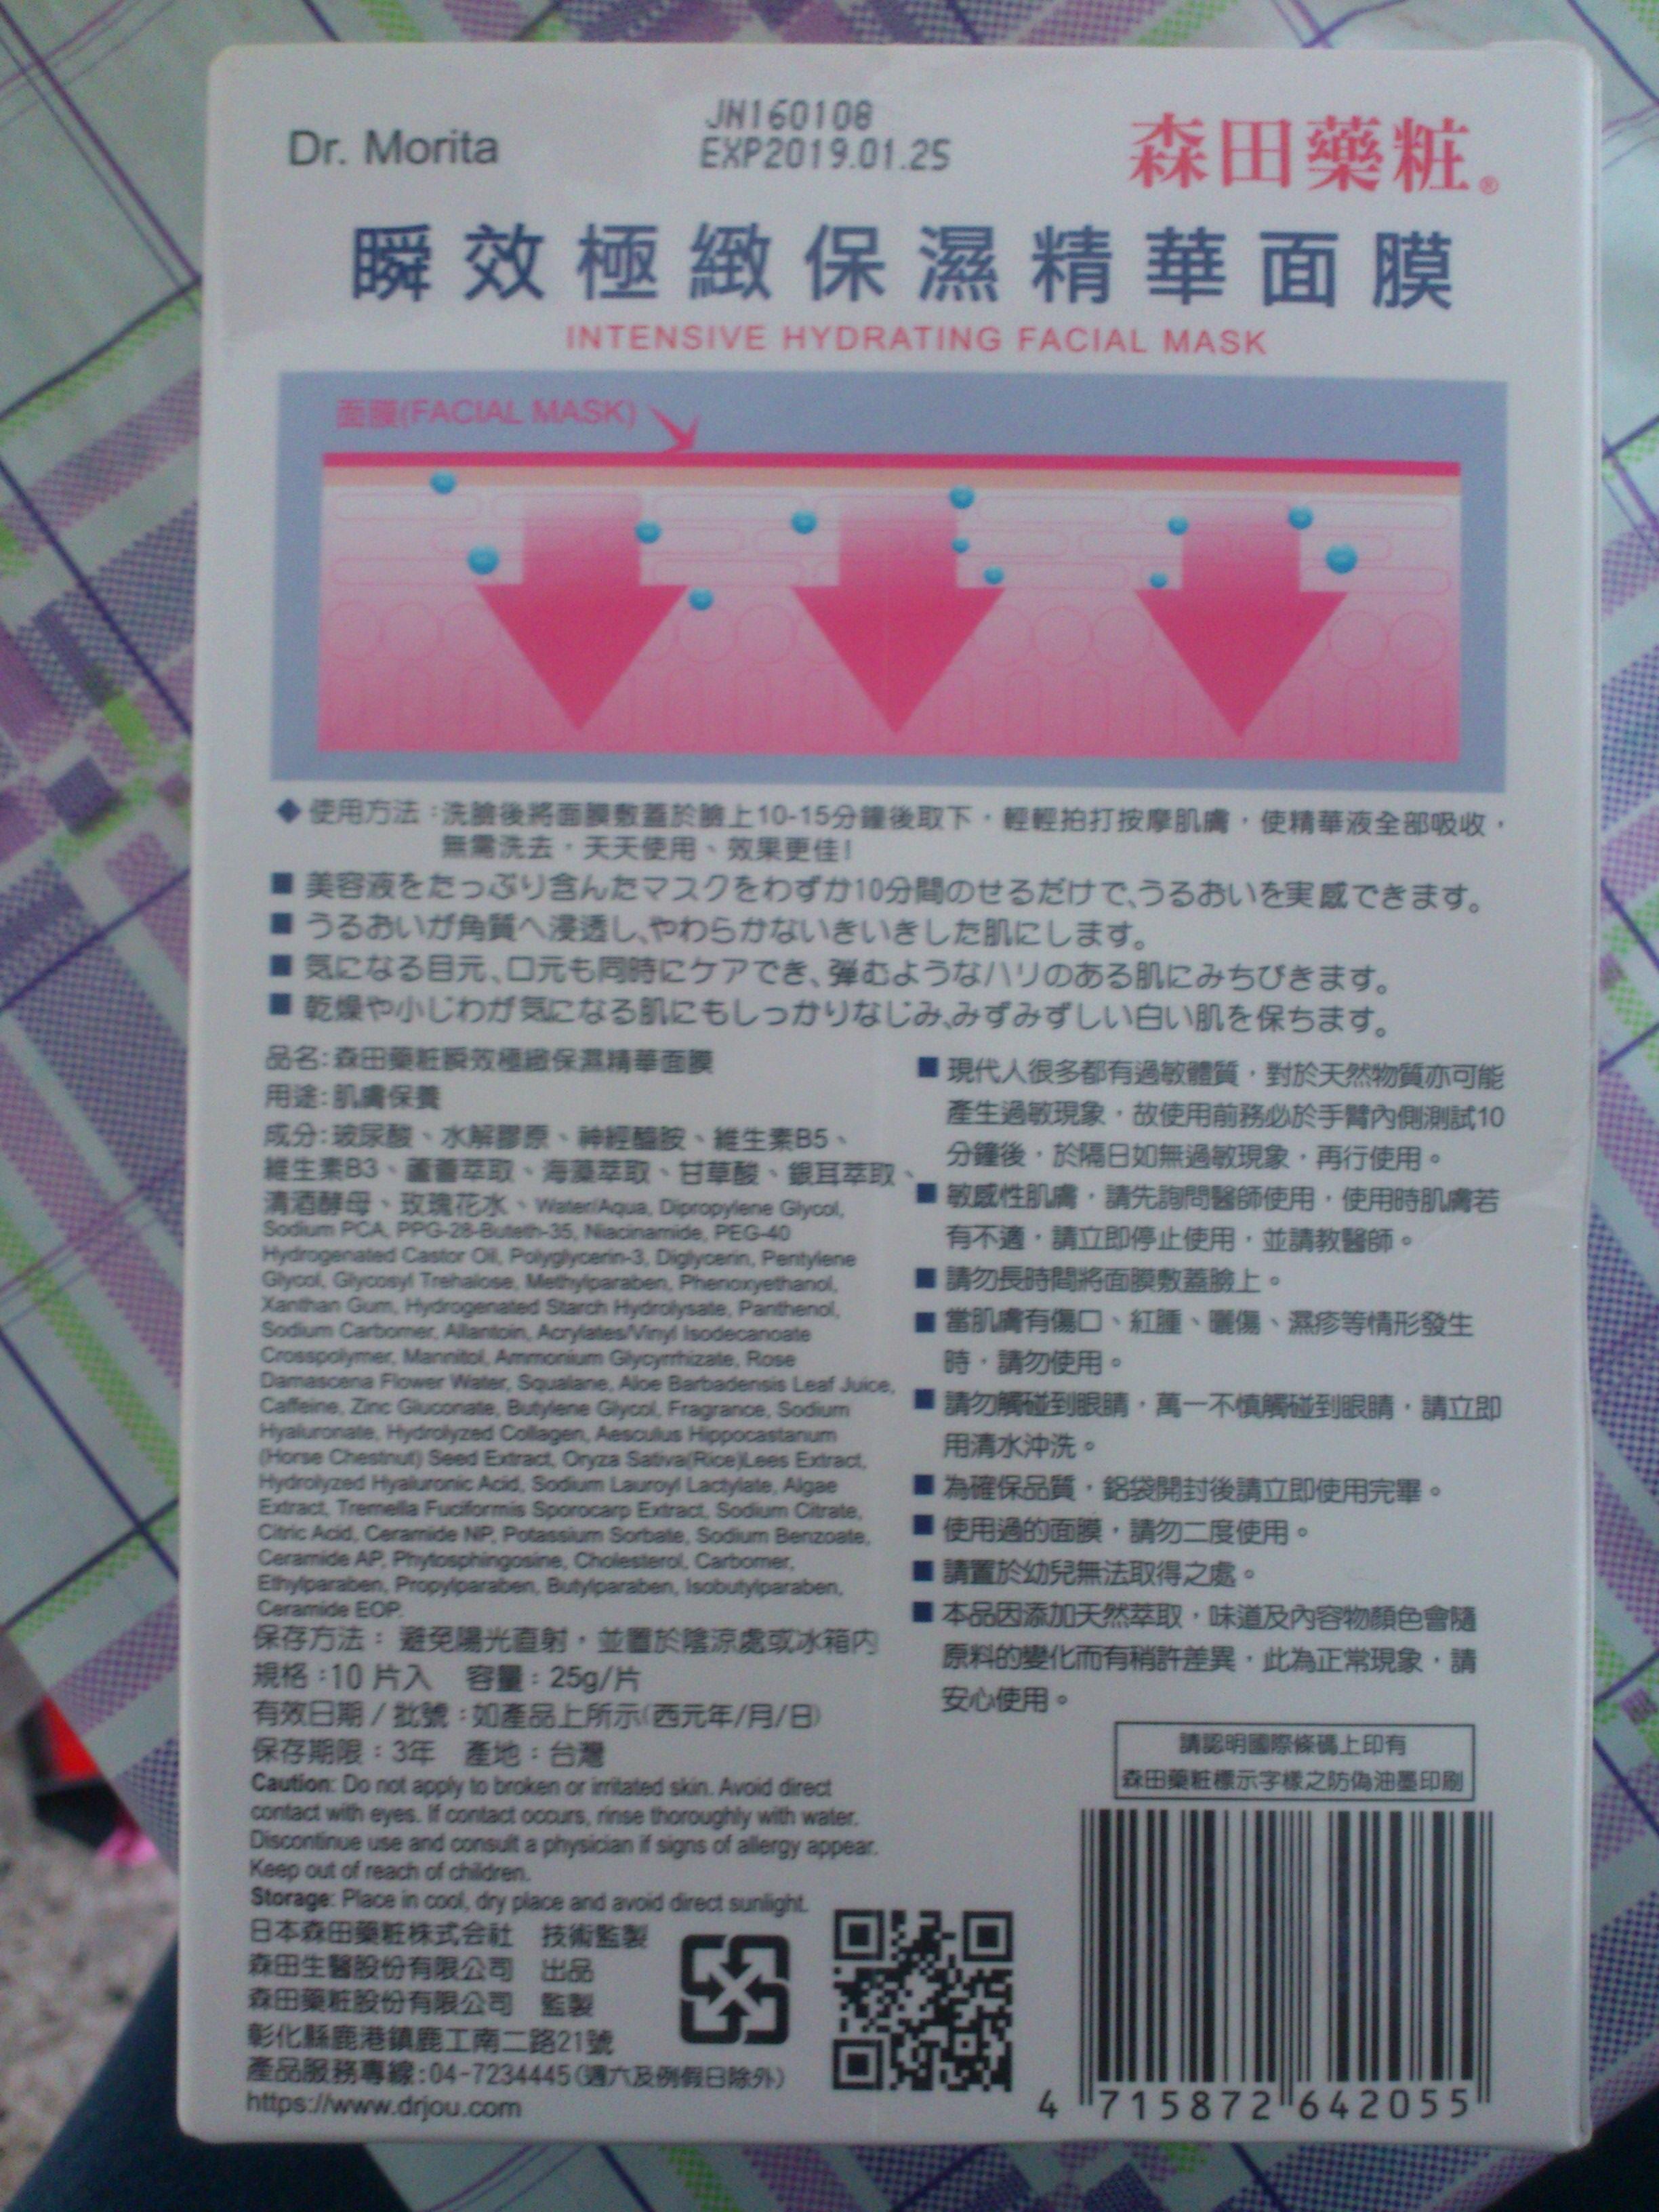 Dr. Morita
JN160108
EXP2019.01.25
森田藥粧®
瞬效極緻保濕精華面膜
INTENSIVE HYDRATING FACIAL MASK
面膜(FACIAL MASK)
◆ 使用方法：洗臉後將面膜敷蓋於臉上10-15分鐘後取下，輕輕拍打按摩肌膚，使精華液全部吸收，
無需洗去，天天使用、效果更佳!
■ 美容液をたっぷり含んたマスクをわずか10分間のせるだけで、うるおいを実感できます。
■ うるおいが角質へ浸透し、やわらかないきいきした肌にします。
■ 気になる目元、口元も同時にケアでき、弾むようなハリのある肌にみちびきます。
■ 乾燥や小じわが気になる肌にもしっかりなじみ、みずみずしい白い肌を保ちます。
品名：森田藥粧瞬效極緻保濕精華面膜
用途：肌膚保養
成分：玻尿酸、水解膠原、神經醯胺、維生素B5、
維生素B3、蘆薈萃取、海藻萃取、甘草酸、銀耳萃取、
清酒酵母、玫瑰花水、Water/Aqua, Dipropylene Glycol,
Sodium PCA, PPG-28-Buteth-35, Niacinamide, PEG-40
Hydrogenated Castor Oil, Polyglycerin-3, Diglycerin, Pentylene
Glycol, Glycosyl Trehalose, Methylparaben, Phenoxyethanol,
Xanthan Gum, Hydrogenated Starch Hydrolysate, Panthenol,
Sodium Carbomer, Allantoin, Acrylates/Vinyl Isodecanoate
Crosspolymer, Mannitol, Ammonium Glycyrrhizate, Rose
Damascena Flower Water, Squalane, Aloe Barbadensis Leaf Juice,
Caffeine, Zinc Gluconate, Butylene Glycol, Fragrance, Sodium
Hyaluronate, Hydrolyzed Collagen, Aesculus Hippocastanum
(Horse Chestnut) Seed Extract, Oryza Sativa(Rice)Lees Extract,
Hydrolyzed Hyaluronic Acid, Sodium Lauroyl Lactylate, Algae
Extract, Tremella Fuciformis Sporocarp Extract, Sodium Citrate,
Citric Acid, Ceramide NP, Potassium Sorbate, Sodium Benzoate,
Ceramide AP, Phytosphingosine, Cholesterol, Carbomer,
Ethylparaben, Propylparaben, Butylparaben, Isobutylparaben,
Ceramide EOP.
保存方法：避免陽光直射，並置於陰涼處或冰箱內
規格：10 片入 容量：25g/片
有效日期 / 批號：如產品上所示(西元年/月/日)
保存期限：3年 產地：台灣
Caution: Do not apply to broken or irritated skin. Avoid direct
contact with eyes. If contact occurs, rinse thoroughly with water.
Discontinue use and consult a physician if signs of allergy appear.
Keep out of reach of children.
Storage: Place in cool, dry place and avoid direct sunlight.
日本森田藥粧株式会社 技術監製
森田生醫股份有限公司 出品
森田藥粧股份有限公司 監製
彰化縣鹿港鎮鹿工南二路21號
產品服務專線：04-7234445(週六及例假日除外)
https://www.drjou.com
■ 現代人很多都有過敏體質，對於天然物質亦可能
產生過敏現象，故使用前務必於手臂內側測試10
分鐘後，於隔日如無過敏現象，再行使用。
■ 敏感性肌膚，請先詢問醫師使用，使用時肌膚若
有不適，請立即停止使用，並請教醫師。
■ 請勿長時間將面膜敷蓋臉上。
■ 當肌膚有傷口、紅腫、曬傷、濕疹等情形發生
時，請勿使用。
■ 請勿觸碰到眼睛，萬一不慎觸碰到眼睛，請立即
用清水沖洗。
■ 為確保品質，鋁袋開封後請立即使用完畢。
■ 使用過的面膜，請勿二度使用。
■ 請置於幼兒無法取得之處。
■ 本品因添加天然萃取，味道及內容物顏色會隨
原料的變化而有稍許差異，此為正常現象，請
安心使用。
請認明國際條碼上印有
森田藥粧標示字樣之防偽油墨印刷
4 715872 642055